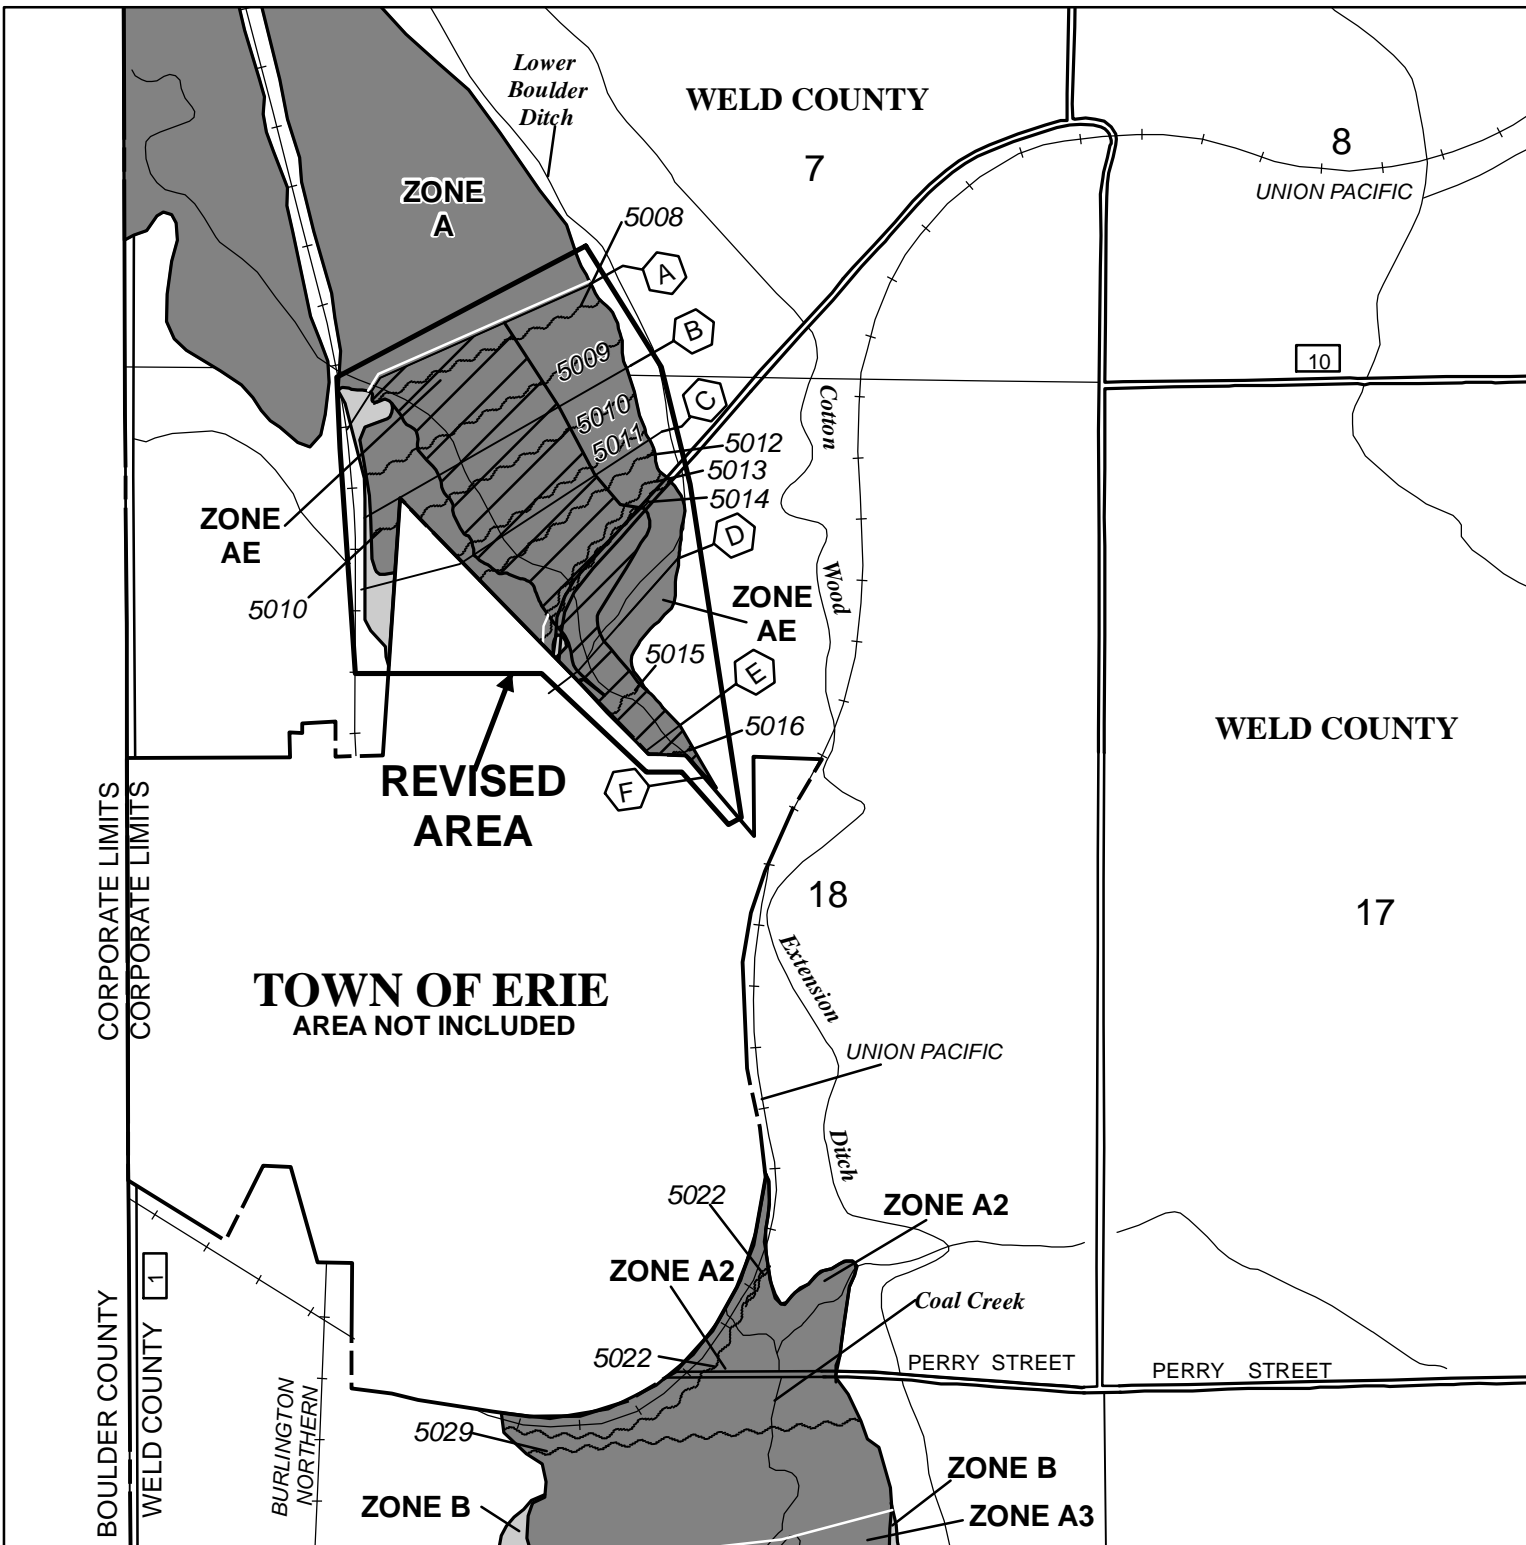 Lower
Boulder
Ditch
WELD COUNTY
7
8
UNION PACIFIC
ZONE
A
5008
A
B
5009
10
C
Cotton
5010
5011
5012
5013
5014
ZONE
AE
D
Wood
5010
ZONE
AE
5015
E
5016
WELD COUNTY
REVISED
AREA
F
CORPORATE LIMITS
CORPORATE LIMITS
18
17
Extension
TOWN OF ERIE
AREA NOT INCLUDED
UNION PACIFIC
Ditch
5022
ZONE A2
ZONE A2
1
Coal Creek
5022
PERRY STREET
PERRY STREET
BOULDER COUNTY
WELD COUNTY
BURLINGTON
NORTHERN
5029
ZONE B
ZONE B
ZONE A3